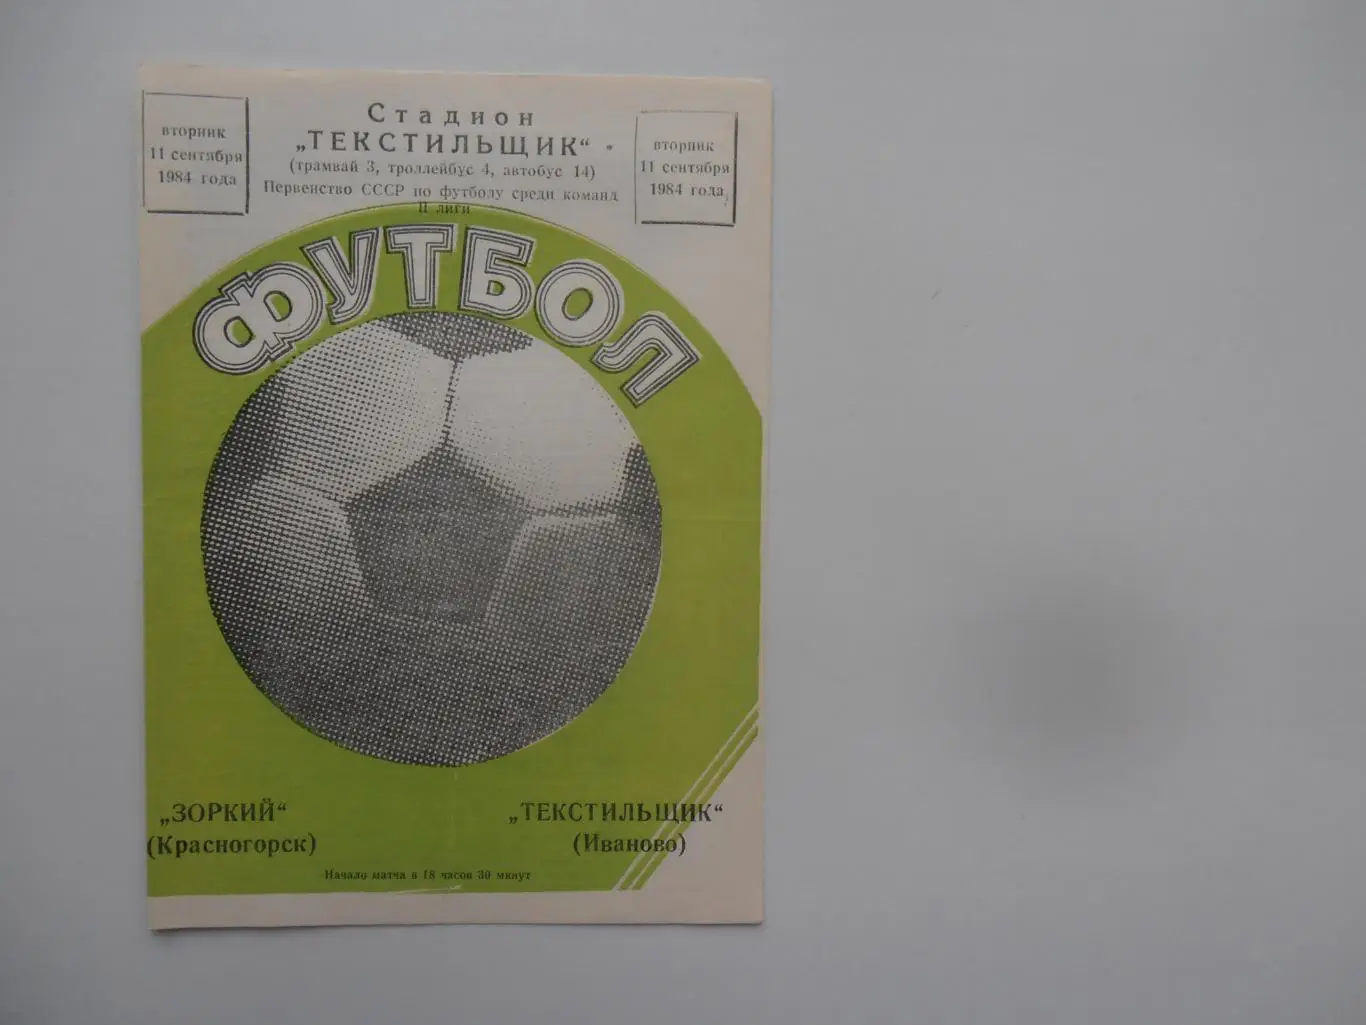 вторник
11 сентября
1984 года
Стадион
„ТЕКСТИЛЬЩИК“
(трамвай 3, троллейбус 4, автобус 14)
Первенство СССР по футболу среди команд
II лиги
вторник
11 сентября
1984 года
ФУТБОЛ
„ЗОРКИЙ“
(Красногорск)
„ТЕКСТИЛЬЩИК“
(Иваново)
Начало матча в 18 часов 30 минут